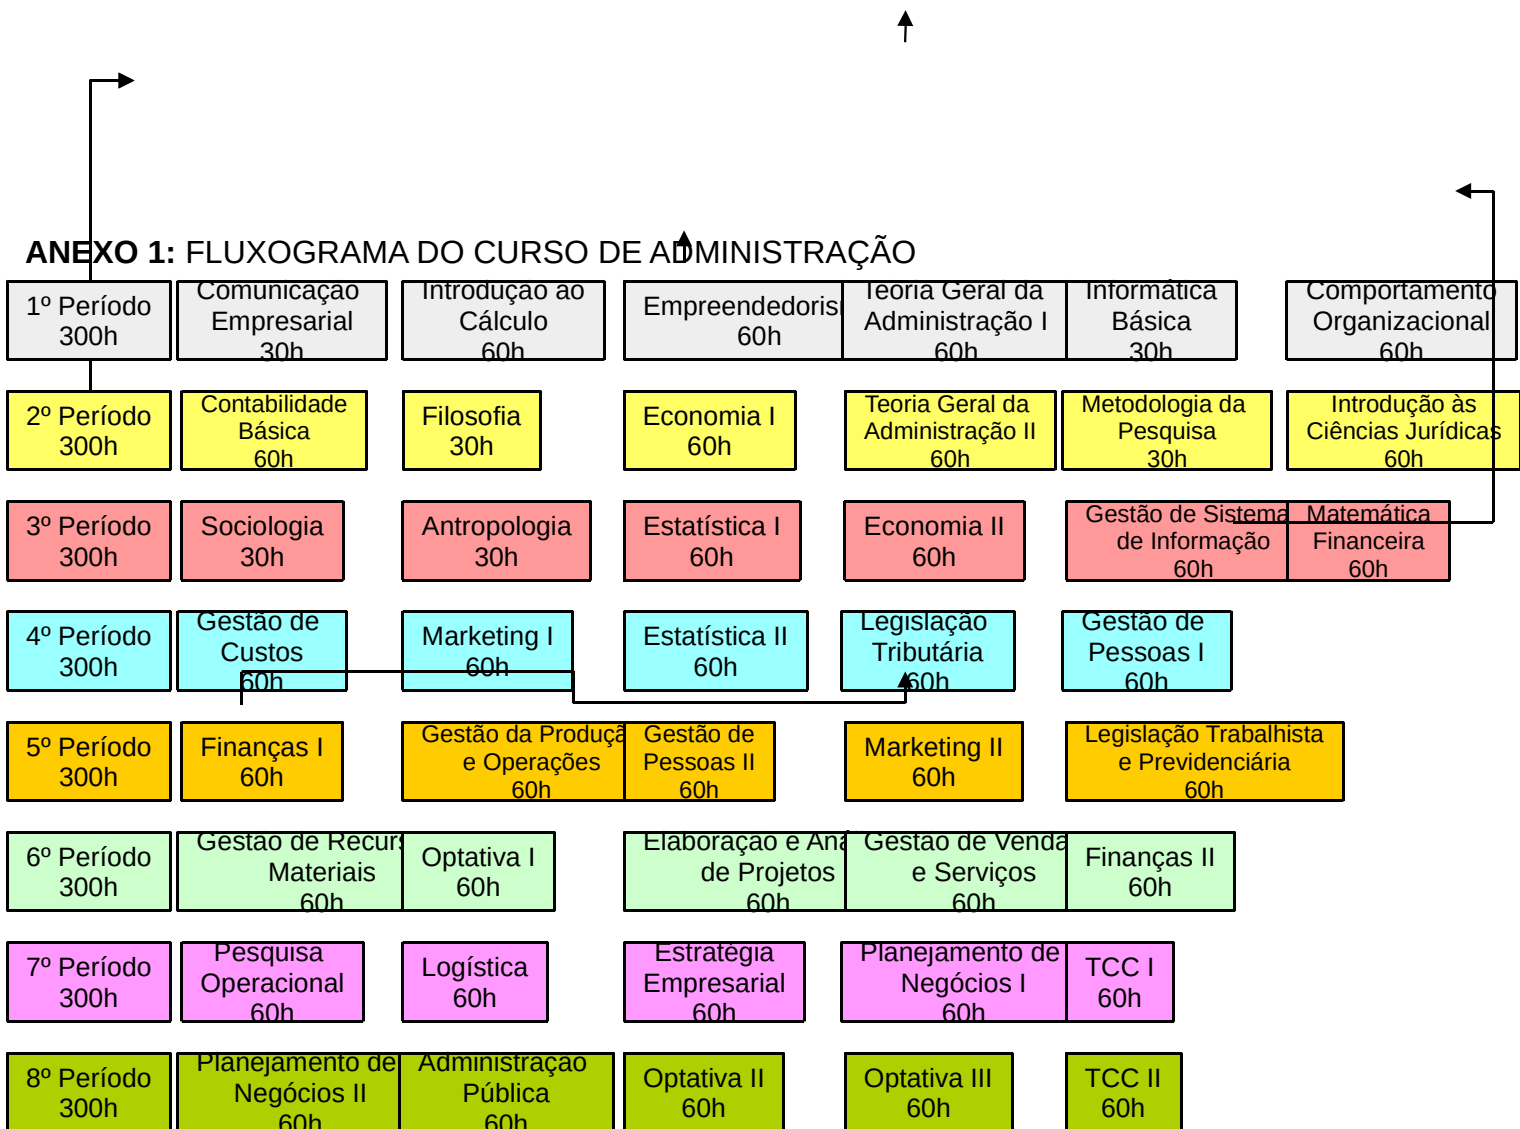 ANEXO 1: FLUXOGRAMA DO CURSO DE ADMINISTRAÇÃO
1º Período
300h
Comunicação
Empresarial
30h
Introdução ao
Cálculo
60h
Empreendedoris
60h
Teoria Geral da
Administração I
60h
Informática
Básica
30h
Comportamento
Organizacional
60h
2º Período
300h
Contabilidade
Básica
60h
Filosofia
30h
Economia I
60h
Teoria Geral da
Administração II
60h
Metodologia da
Pesquisa
30h
Introdução às
Ciências Jurídicas
60h
3º Período
300h
Sociologia
30h
Antropologia
30h
Estatística I
60h
Economia II
60h
Gestão de Sistema
de Informação
60h
Matemática
Financeira
60h
4º Período
300h
Gestão de
Custos
60h
Marketing I
60h
Estatística II
60h
Legislação
Tributária
60h
Gestão de
Pessoas I
60h
5º Período
300h
Finanças I
60h
Gestão da Produçã
e Operações
60h
Gestão de
Pessoas II
60h
Marketing II
60h
Legislação Trabalhista
e Previdenciária
60h
6º Período
300h
Gestão de Recurs
Materiais
60h
Optativa I
60h
Elaboração e Aná
de Projetos
60h
Gestão de Venda
e Serviços
60h
Finanças II
60h
7º Período
300h
Pesquisa
Operacional
60h
Logística
60h
Estratégia
Empresarial
60h
Planejamento de
Negócios I
60h
TCC I
60h
8º Período
300h
Planejamento de
Negócios II
60h
Administração
Pública
60h
Optativa II
60h
Optativa III
60h
TCC II
60h